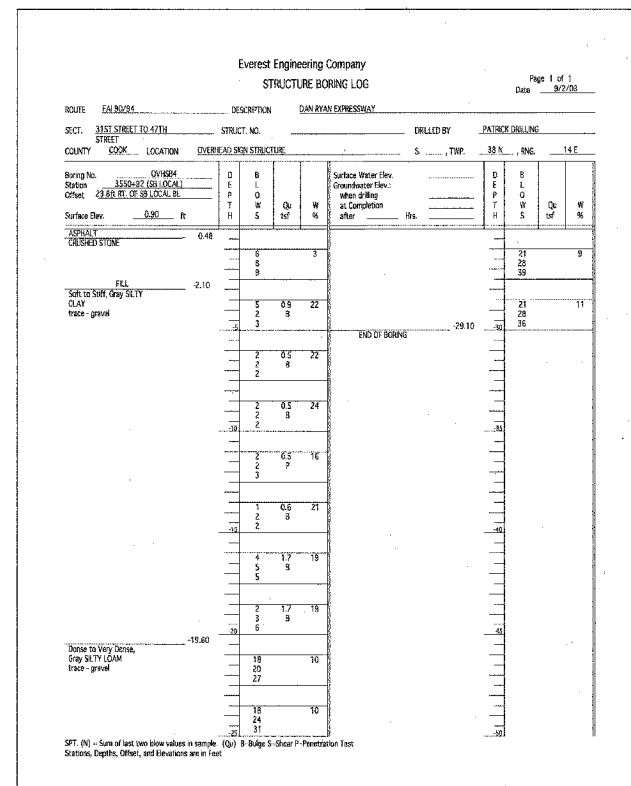 Everest Engineering Company
STRUCTURE BORING LOG
Page 1 of 1
Date 9/2/03
ROUTE FAI 90/94 DESCRIPTION DAN RYAN EXPRESSWAY
SECT. 31ST STREET TO 47TH STREET STRUCT. NO. DRILLED BY PATRICK DRILLING
COUNTY COOK LOCATION OVERHEAD SIGN STRUCTURE S. , TWP. 38 N , RNG. 14 E
Boring No. OVHSB4
Station 3550+82 (SB LOCAL)
Offset 23.8ft RT. OF SB LOCAL BL
Surface Elev. 0.90 ft
DEPTH BLOWS Qu tsf W %
Surface Water Elev.
Groundwater Elev.:
when drilling
at Completion
after Hrs.
DEPTH BLOWS Qu tsf W %
ASPHALT 0.48
CRUSHED STONE
6 3
8
9
FILL -2.10
Soft to Stiff, Gray SILTY
CLAY
trace - gravel
5 0.9 22
2 B
3
-5
2 0.5 22
2 B
2
2 0.5 24
2 B
2
-10
2 0.5 16
2 P
3
1 0.6 21
2 B
2
-15
4 1.7 19
5 B
5
2 1.7 18
3 B
6
-20
-19.60
Dense to Very Dense,
Gray SILTY LOAM
trace - gravel
18 10
20
27
18 10
24
31
-25
21 9
28
39
21 11
28
36
-29.10 -30
END OF BORING
-35
-40
-45
-50
SPT. (N) = Sum of last two blow values in sample. (Qu) B-Bulge S-Shear P-Penetration Test
Stations, Depths, Offset, and Elevations are in Feet